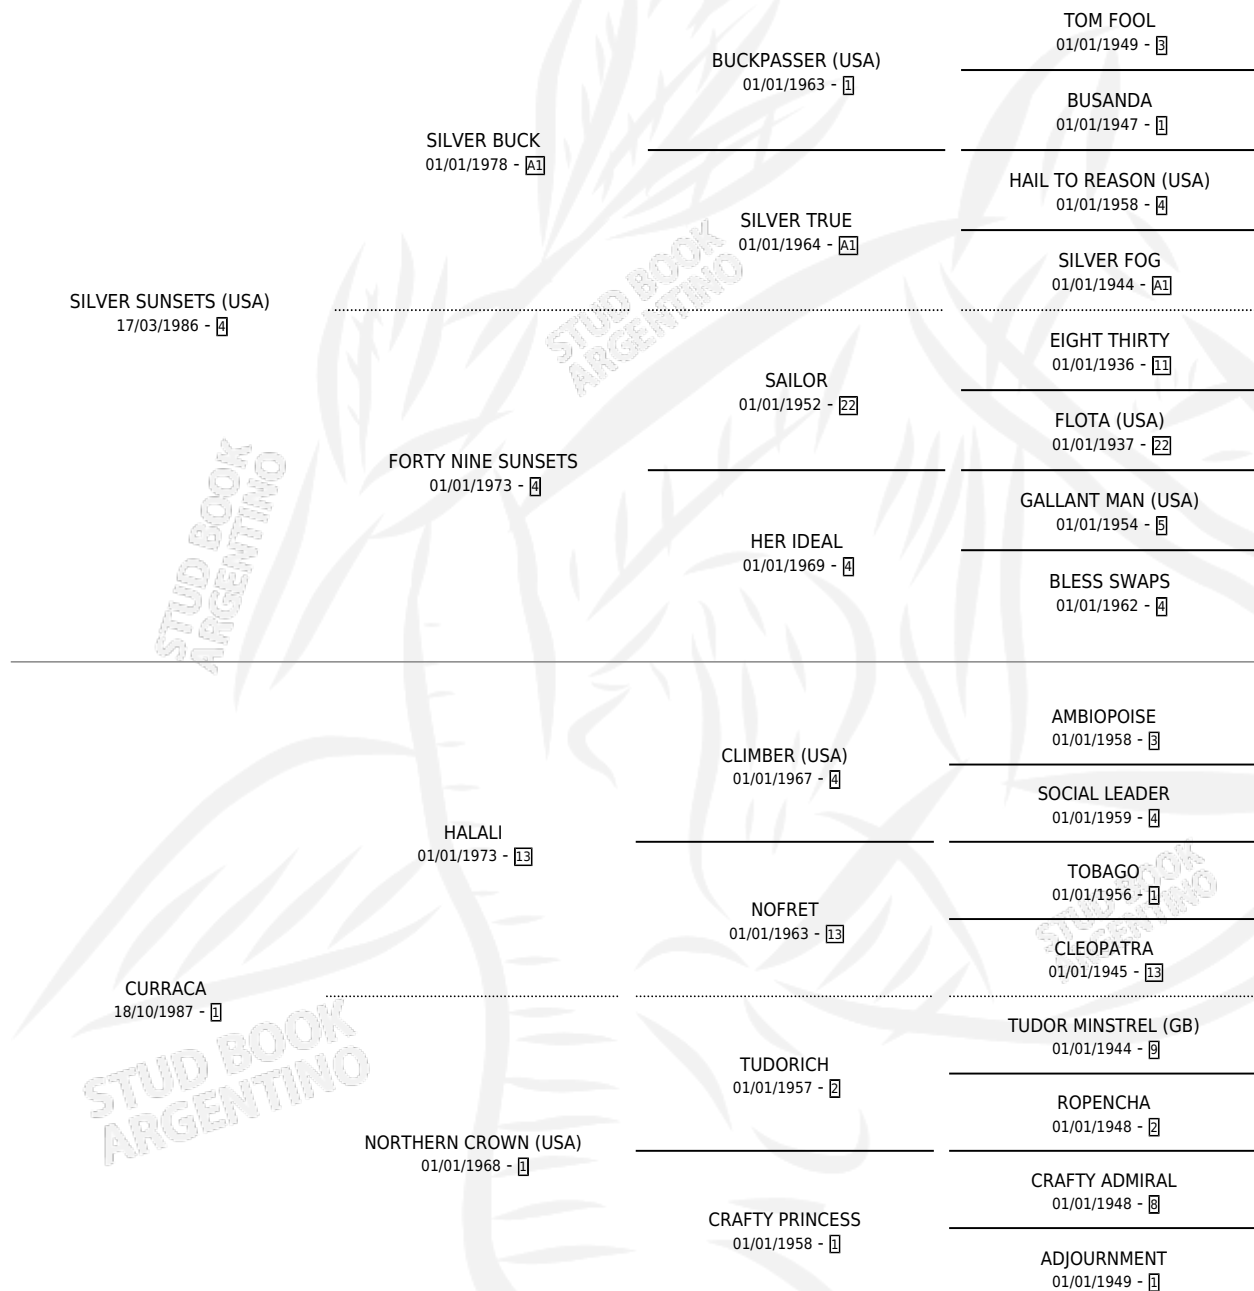 TOM FOOL
01/01/1949 - 3
BUCKPASSER (USA)
01/01/1963 - 1
BUSANDA
01/01/1947 - 1
SILVER BUCK
01/01/1978 - A1
HAIL TO REASON (USA)
01/01/1958 - 4
SILVER TRUE
01/01/1964 - A1
SILVER FOG
01/01/1944 - A1
SILVER SUNSETS (USA)
17/03/1986 - 4
EIGHT THIRTY
01/01/1936 - 11
SAILOR
01/01/1952 - 22
FLOTA (USA)
01/01/1937 - 22
FORTY NINE SUNSETS
01/01/1973 - 4
GALLANT MAN (USA)
01/01/1954 - 5
HER IDEAL
01/01/1969 - 4
BLESS SWAPS
01/01/1962 - 4
STUD BOOK
ARGENTINO
STUD BOOK
ARGENTINO
AMBIOPOISE
01/01/1958 - 3
CLIMBER (USA)
01/01/1967 - 4
SOCIAL LEADER
01/01/1959 - 4
HALALI
01/01/1973 - 13
TOBAGO
01/01/1956 - 1
NOFRET
01/01/1963 - 13
CLEOPATRA
01/01/1945 - 13
STUD BOOK
ARGENTINO
CURRACA
18/10/1987 - 1
TUDOR MINSTREL (GB)
01/01/1944 - 9
TUDORICH
01/01/1957 - 2
ROPENCHA
01/01/1948 - 2
STUD BOOK
ARGENTINO
NORTHERN CROWN (USA)
01/01/1968 - 1
CRAFTY ADMIRAL
01/01/1948 - 8
CRAFTY PRINCESS
01/01/1958 - 1
ADJOURNMENT
01/01/1949 - 1